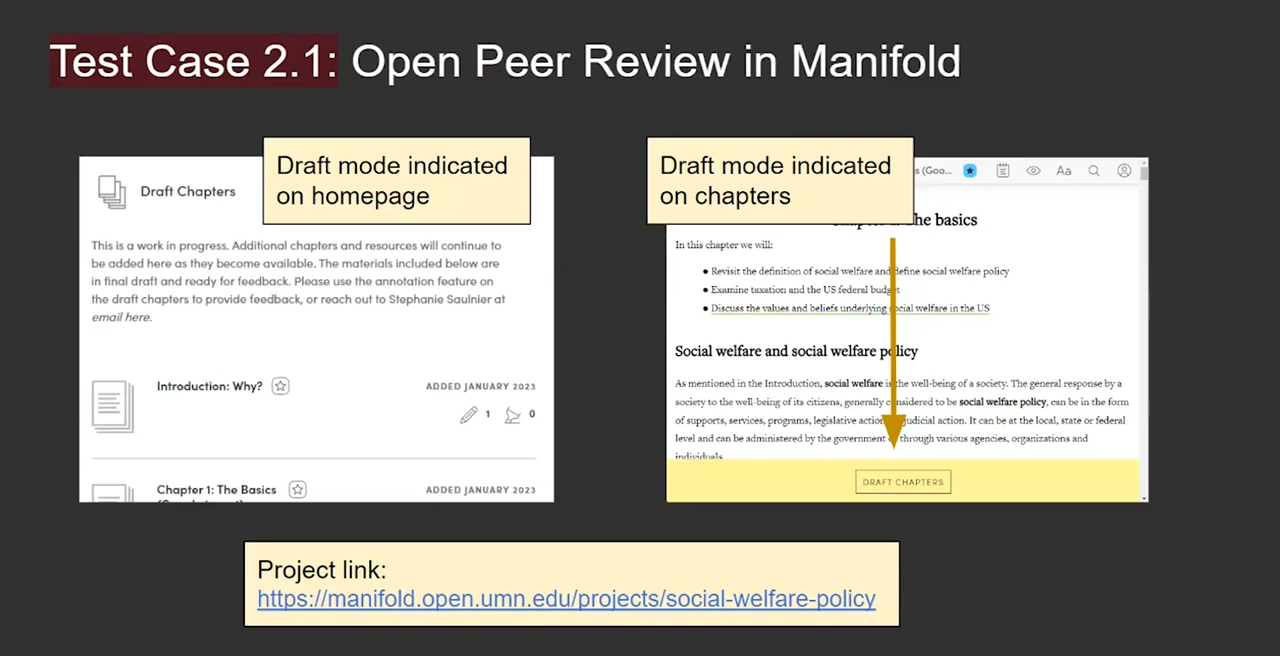 Test Case 2.1: Open Peer Review in Manifold
Draft mode indicated
on homepage
Draft Chapters
This is a work in progress. Additional chapters and resources will continue to
be added here as they become available. The materials included below are
in final draft and ready for feedback. Please use the annotation feature on
the draft chapters to provide feedback, or reach out to Stephanie Saulnier at
email here.
Introduction: Why?
ADDED JANUARY 2023
1 0
Chapter 1: The Basics
ADDED JANUARY 2023
Draft mode indicated
on chapters
(Goo...
Aa
The basics
In this chapter we will:
● Revisit the definition of social welfare and define social welfare policy
● Examine taxation and the US federal budget
● Discuss the values and beliefs underlying social welfare in the US
Social welfare and social welfare policy
As mentioned in the Introduction, social welfare is the well-being of a society. The general response by a
society to the well-being of its citizens, generally considered to be social welfare policy, can be in the form
of supports, services, programs, legislative action judicial action. It can be at the local, state or federal
level and can be administered by the government through various agencies, organizations and
individuals.
DRAFT CHAPTERS
Project link:
https://manifold.open.umn.edu/projects/social-welfare-policy